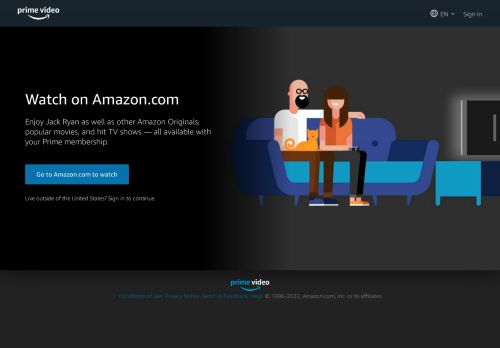 prime video
EN
Sign In
Watch on Amazon.com
Enjoy Jack Ryan as well as other Amazon Originals,
popular movies, and hit TV shows — all available with
your Prime membership.
Go to Amazon.com to watch
Live outside of the United States? Sign in to continue
prime video
Conditions of Use Privacy Notice Send Us Feedback Help © 1996-2022, Amazon.com, Inc. or its affiliates